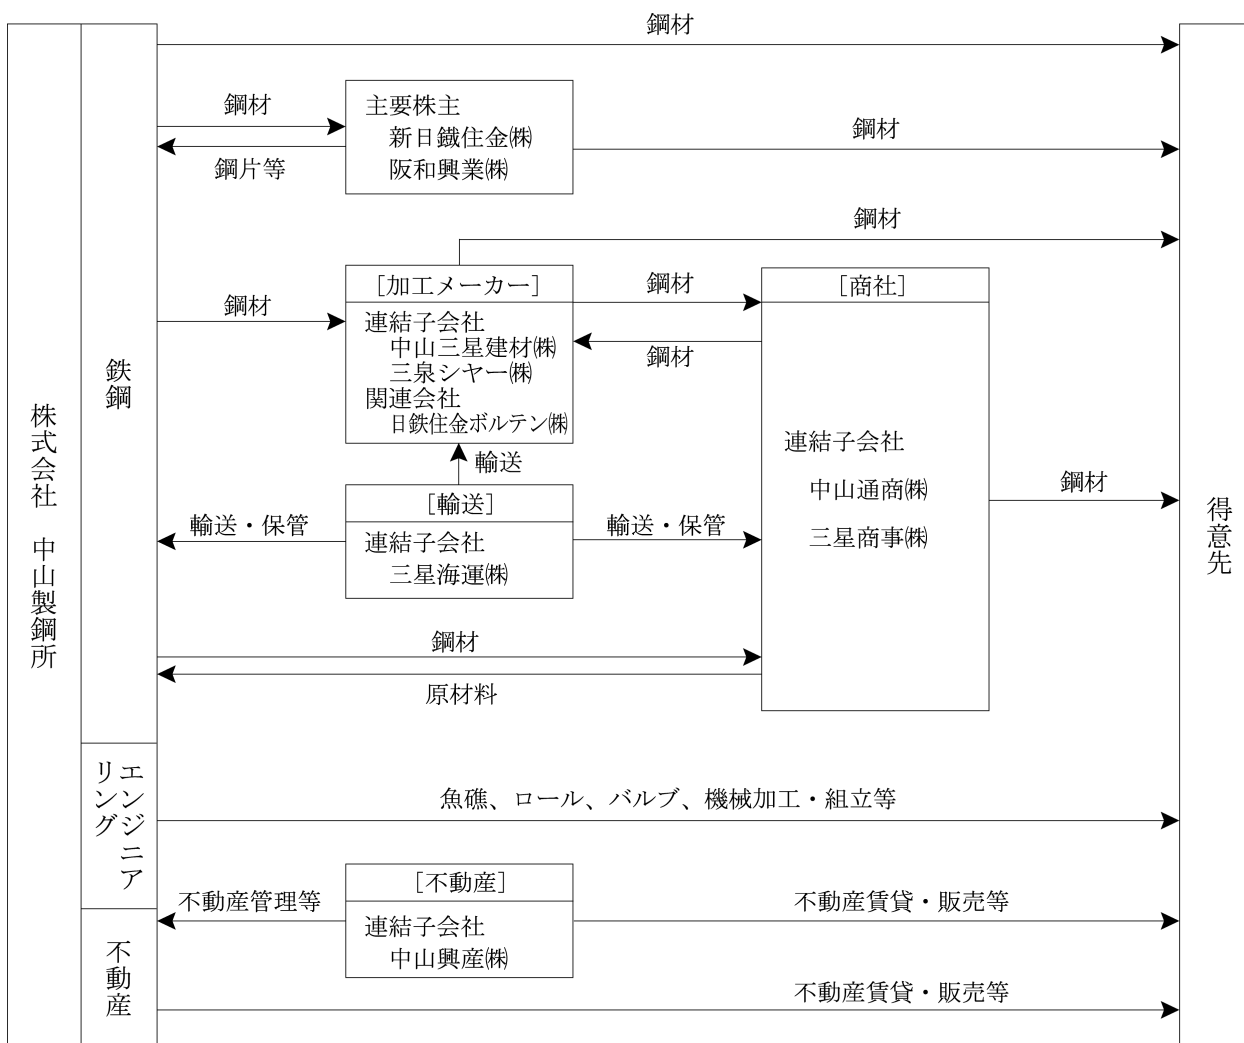 株式会社　中山製鋼所
鉄鋼
エンジニア
リング
不動産
鋼材
鋼材
鋼片等
主要株主
新日鐵住金㈱
阪和興業㈱
鋼材
鋼材
鋼材
［加工メーカー］
連結子会社
中山三星建材㈱
三泉シヤー㈱
関連会社
日鉄住金ボルテン㈱
鋼材
鋼材
［商社］
連結子会社
中山通商㈱
三星商事㈱
鋼材
輸送
［輸送］
連結子会社
三星海運㈱
輸送・保管
輸送・保管
鋼材
原材料
魚礁、ロール、バルブ、機械加工・組立等
［不動産］
連結子会社
中山興産㈱
不動産管理等
不動産賃貸・販売等
不動産賃貸・販売等
得意先